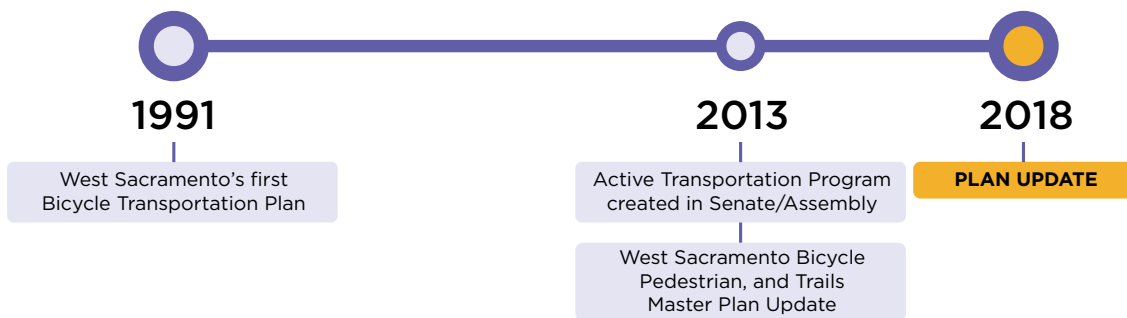 1991
West Sacramento's first
Bicycle Transportation Plan
2013
Active Transportation Program
created in Senate/Assembly
West Sacramento Bicycle
Pedestrian, and Trails
Master Plan Update
2018
PLAN UPDATE